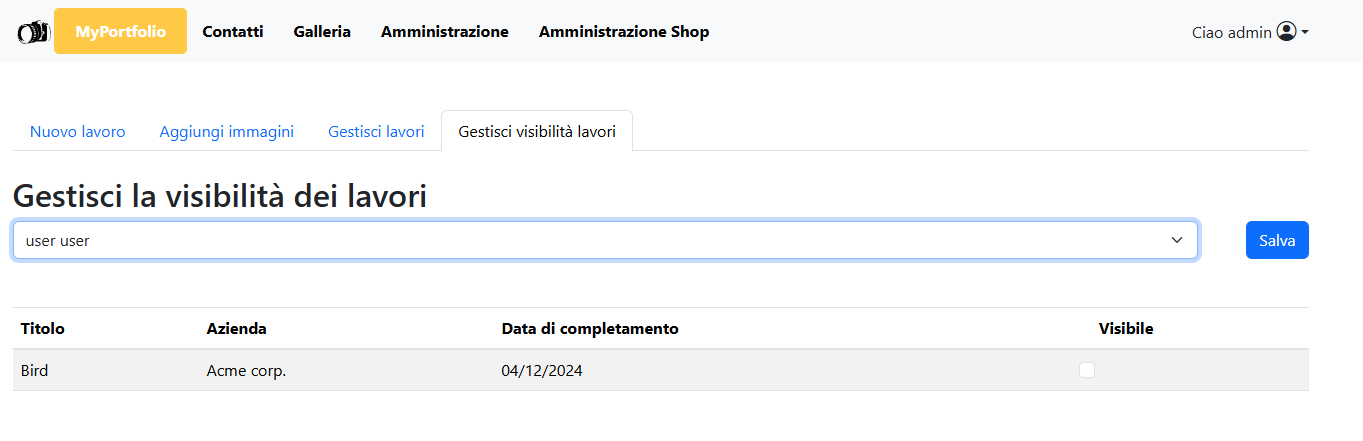 MyPortfolio Contatti Galleria Amministrazione Amministrazione Shop Ciao admin
Nuovo lavoro Aggiungi immagini Gestisci lavori Gestisci visibilità lavori
Gestisci la visibilità dei lavori
user user Salva
Titolo Azienda Data di completamento Visibile
Bird Acme corp. 04/12/2024